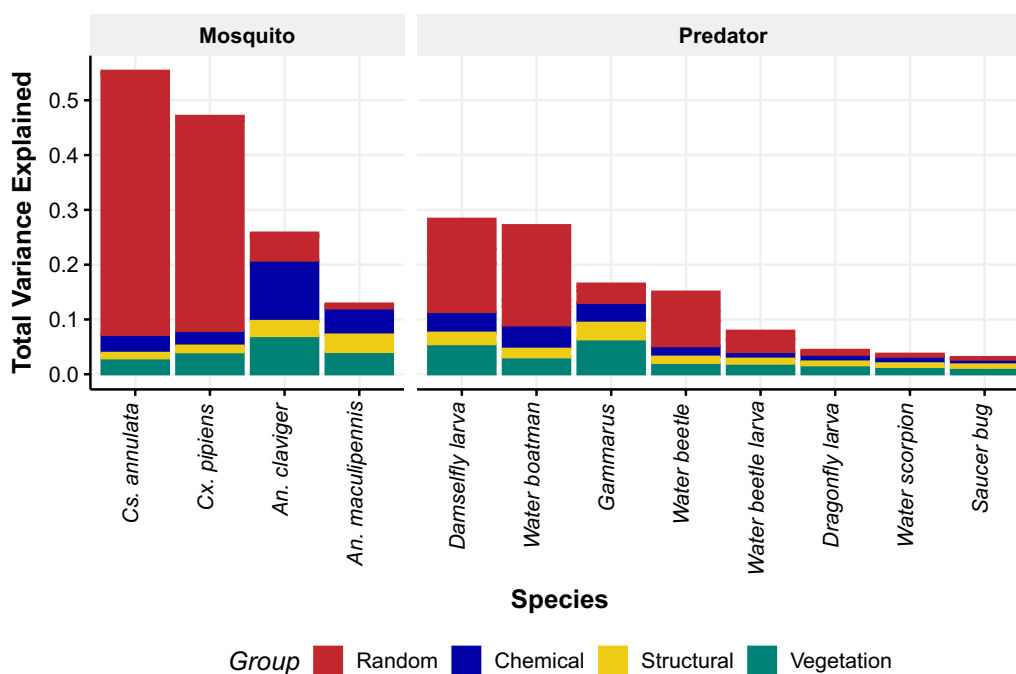 Mosquito Predator
Total Variance Explained
0.5
0.4
0.3
0.2
0.1
0.0
Cs. annulata
Cx. pipiens
An. claviger
An. maculipennis
Damselfly larva
Water boatman
Gammarus
Water beetle
Water beetle larva
Dragonfly larva
Water scorpion
Saucer bug
Species
Group Random Chemical Structural Vegetation